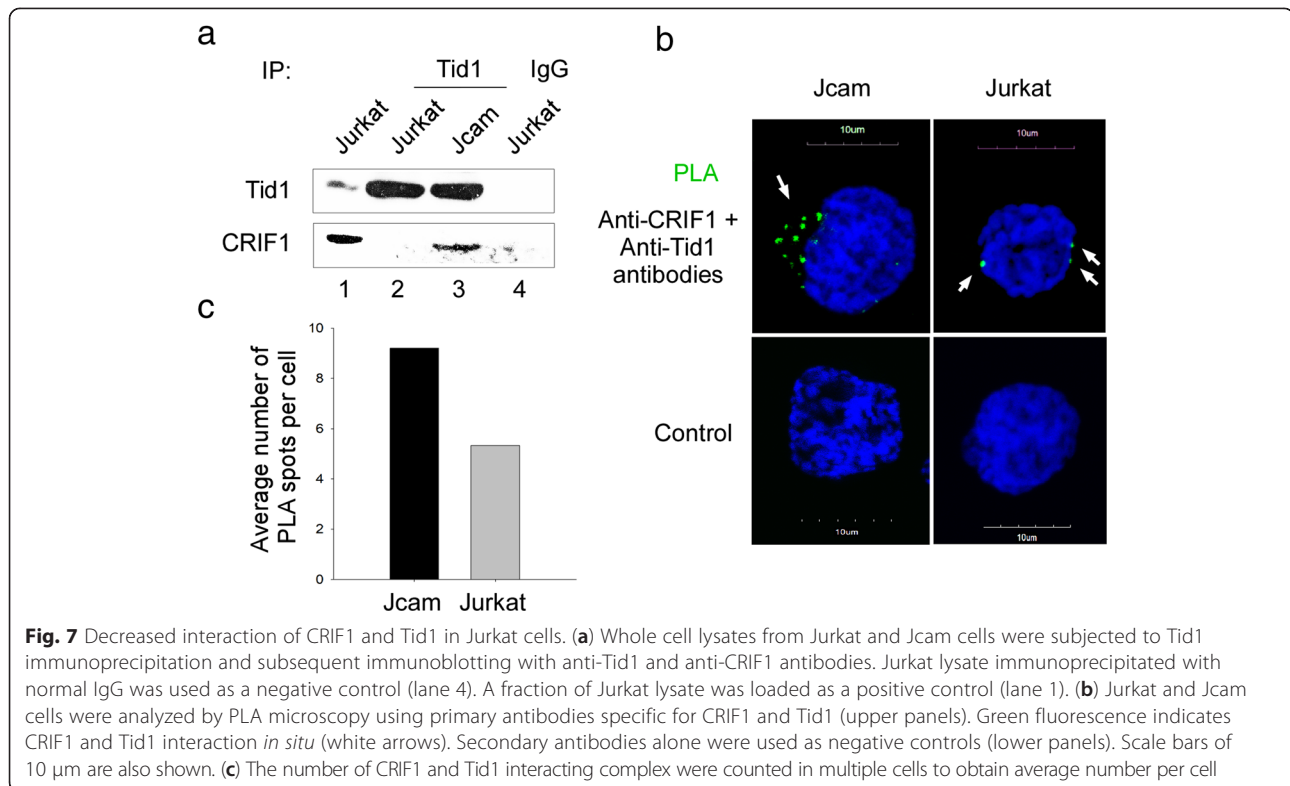 a
IP: Tid1 IgG
Jurkat Jurkat Jcam Jurkat
Tid1
CRIF1
1 2 3 4
b
Jcam Jurkat
10um 10um
PLA
Anti-CRIF1 +
Anti-Tid1
antibodies
Control
10um 10um
c
Average number of
PLA spots per cell
10
8
6
4
2
0
Jcam Jurkat
Fig. 7 Decreased interaction of CRIF1 and Tid1 in Jurkat cells. (a) Whole cell lysates from Jurkat and Jcam cells were subjected to Tid1
immunoprecipitation and subsequent immunoblotting with anti-Tid1 and anti-CRIF1 antibodies. Jurkat lysate immunoprecipitated with
normal IgG was used as a negative control (lane 4). A fraction of Jurkat lysate was loaded as a positive control (lane 1). (b) Jurkat and Jcam
cells were analyzed by PLA microscopy using primary antibodies specific for CRIF1 and Tid1 (upper panels). Green fluorescence indicates
CRIF1 and Tid1 interaction in situ (white arrows). Secondary antibodies alone were used as negative controls (lower panels). Scale bars of
10 μm are also shown. (c) The number of CRIF1 and Tid1 interacting complex were counted in multiple cells to obtain average number per cell